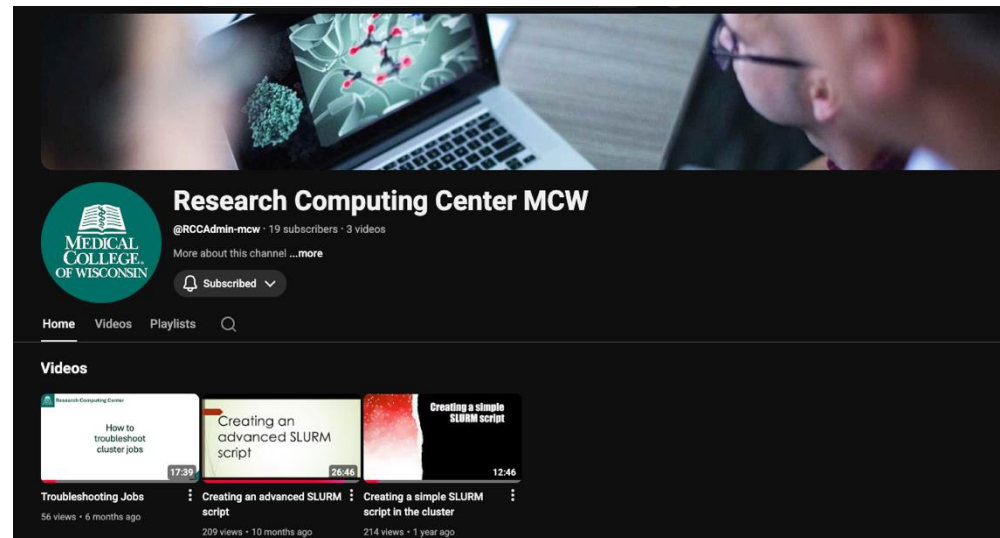 MEDICAL
COLLEGE.
OF WISCONSIN
Research Computing Center MCW
@RCCAdmin-mcw · 19 subscribers · 3 videos
More about this channel ...more
Subscribed
Home Videos Playlists
Videos
Research Computing Center
How to
troubleshoot
cluster jobs
17:39
Troubleshooting Jobs
56 views · 6 months ago
Creating an
advanced SLURM
script
26:46
Creating an advanced SLURM
script
209 views · 10 months ago
Creating a simple
SLURM script
12:46
Creating a simple SLURM
script in the cluster
214 views · 1 year ago